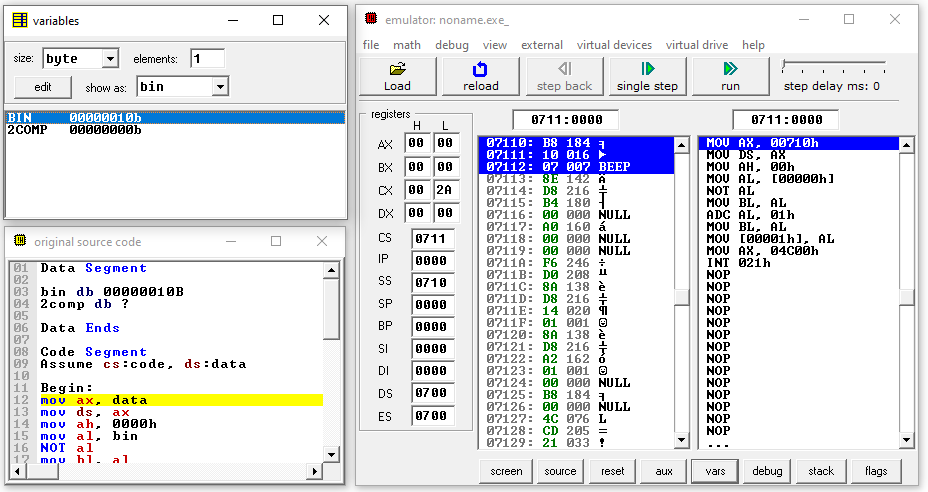 variables
size: byte elements: 1
edit show as: bin
BIN 00000010b
2COMP 00000000b
original source code
01 Data Segment
02
03 bin db 00000010B
04 2comp db ?
05
06 Data Ends
07
08 Code Segment
09 Assume cs:code, ds:data
10
11 Begin:
12 mov ax, data
13 mov ds, ax
14 mov ah, 0000h
15 mov al, bin
16 NOT al
17 mov bl, al
emulator: noname.exe_
file math debug view external virtual devices virtual drive help
Load reload step back single step run step delay ms: 0
registers
H L
AX 00 00
BX 00 00
CX 00 2A
DX 00 00
CS 0711
IP 0000
SS 0710
SP 0000
BP 0000
SI 0000
DI 0000
DS 0700
ES 0700
0711:0000
07110: B8 184 ╕
07111: 10 016 ►
07112: 07 007 BEEP
07113: 8E 142 Ä
07114: D8 216 ╪
07115: B4 180 ┤
07116: 00 000 NULL
07117: A0 160 á
07118: 00 000 NULL
07119: 00 000 NULL
0711A: F6 246 ÷
0711B: D0 208 ╨
0711C: 8A 138 è
0711D: D8 216 ╪
0711E: 14 020 ¶
0711F: 01 001 ☺
07120: 8A 138 è
07121: D8 216 ╪
07122: A2 162 ó
07123: 01 001 ☺
07124: 00 000 NULL
07125: B8 184 ╕
07126: 00 000 NULL
07127: 4C 076 L
07128: CD 205 =
07129: 21 033 !
0711:0000
MOV AX, 00710h
MOV DS, AX
MOV AH, 00h
MOV AL, [00000h]
NOT AL
MOV BL, AL
ADC AL, 01h
MOV BL, AL
MOV [00001h], AL
MOV AX, 04C00h
INT 021h
NOP
NOP
NOP
NOP
NOP
NOP
NOP
NOP
NOP
NOP
NOP
NOP
NOP
NOP
...
screen source reset aux vars debug stack flags